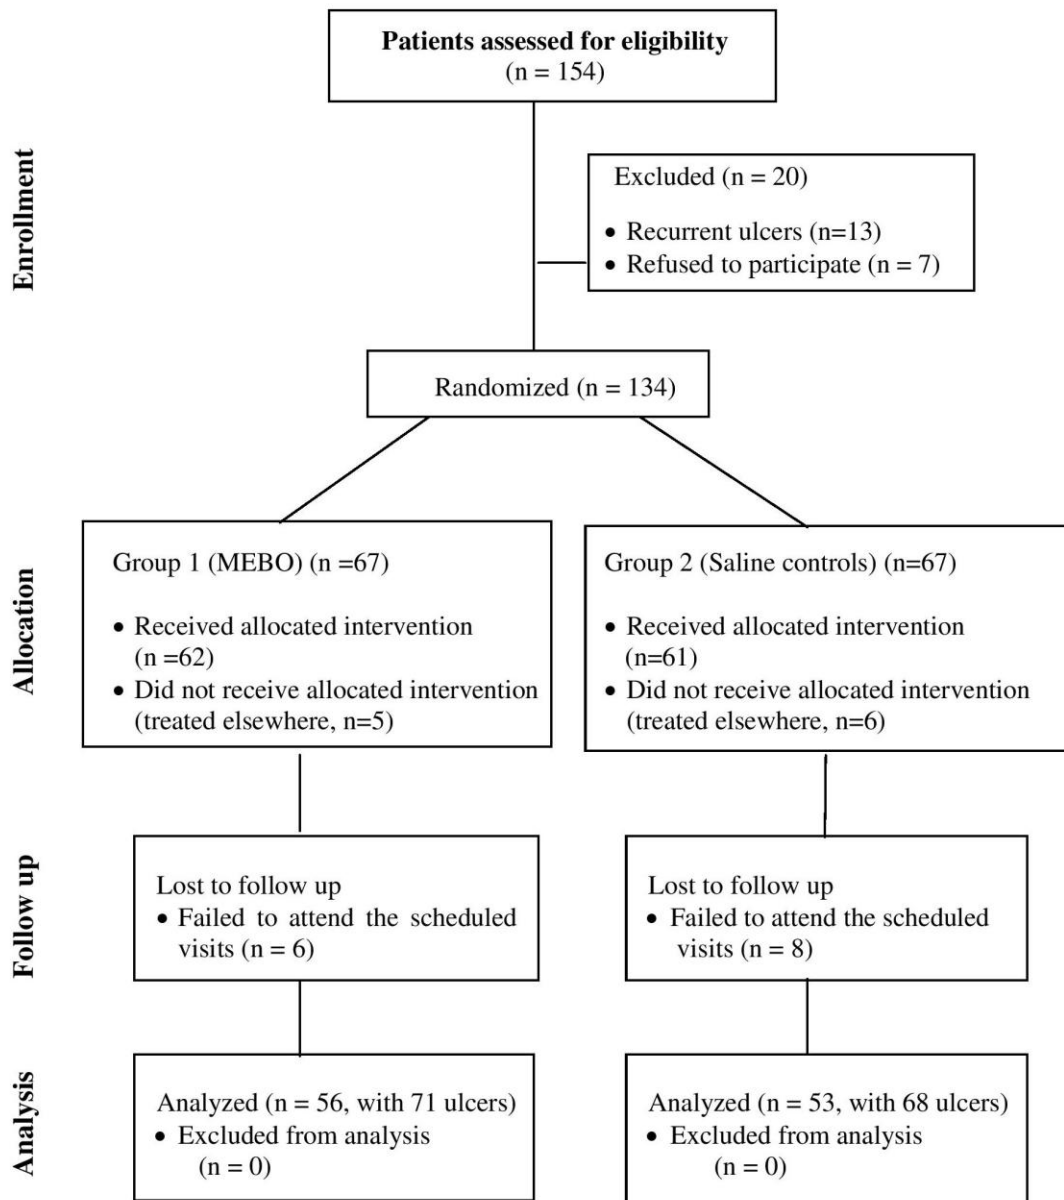 Patients assessed for eligibility
(n = 154)
Enrollment
Excluded (n = 20)
• Recurrent ulcers (n=13)
• Refused to participate (n = 7)
Randomized (n = 134)
Allocation
Group 1 (MEBO) (n =67)
• Received allocated intervention
(n =62)
• Did not receive allocated intervention
(treated elsewhere, n=5)
Group 2 (Saline controls) (n=67)
• Received allocated intervention
(n=61)
• Did not receive allocated intervention
(treated elsewhere, n=6)
Follow up
Lost to follow up
• Failed to attend the scheduled
visits (n = 6)
Lost to follow up
• Failed to attend the scheduled
visits (n = 8)
Analysis
Analyzed (n = 56, with 71 ulcers)
• Excluded from analysis
(n = 0)
Analyzed (n = 53, with 68 ulcers)
• Excluded from analysis
(n = 0)